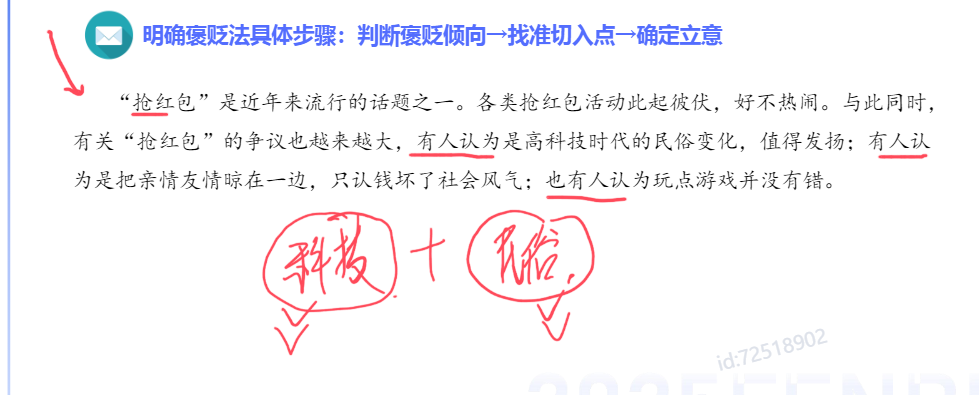 明确褒贬法具体步骤：判断褒贬倾向→找准切入点→确定立意
“抢红包”是近年来流行的话题之一。各类抢红包活动此起彼伏，好不热闹。与此同时，
有关“抢红包”的争议也越来越大，有人认为是高科技时代的民俗变化，值得发扬；有人认
为是把亲情友情晾在一边，只认钱坏了社会风气；也有人认为玩点游戏并没有错。
科技 + 民俗
id:72518902